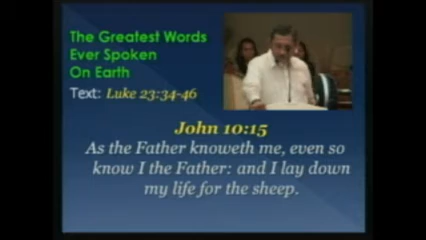 The Greatest Words
Ever Spoken
On Earth
Text: Luke 23:34-46
John 10:15
As the Father knoweth me, even so
know I the Father: and I lay down
my life for the sheep.